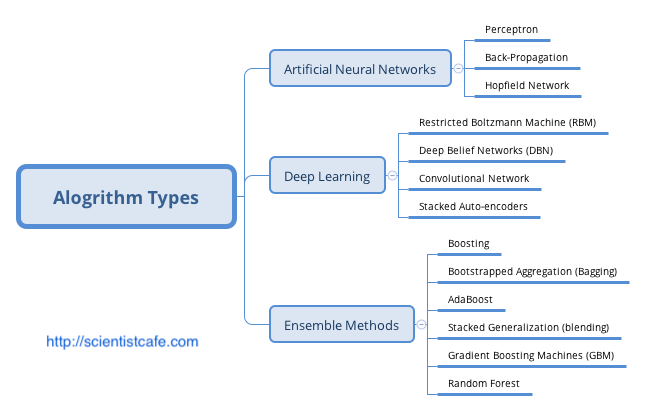 Alogrithm Types
Artificial Neural Networks
Perceptron
Back-Propagation
Hopfield Network
Deep Learning
Restricted Boltzmann Machine (RBM)
Deep Belief Networks (DBN)
Convolutional Network
Stacked Auto-encoders
Ensemble Methods
Boosting
Bootstrapped Aggregation (Bagging)
AdaBoost
Stacked Generalization (blending)
Gradient Boosting Machines (GBM)
Random Forest
http://scientistcafe.com